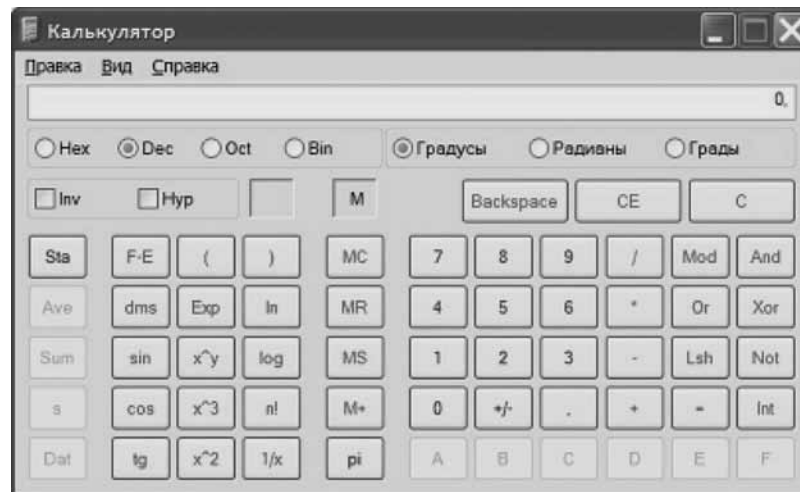 Калькулятор
Правка Вид Справка
0,
Hex Dec Oct Bin Градусы Радианы Грады
Inv Hyp M Backspace CE C
Sta F-E ( ) MC 7 8 9 / Mod And
Ave dms Exp ln MR 4 5 6 * Or Xor
Sum sin x^y log MS 1 2 3 - Lsh Not
s cos x^3 n! M+ 0 +/- . + = Int
Dat tg x^2 1/x pi A B C D E F